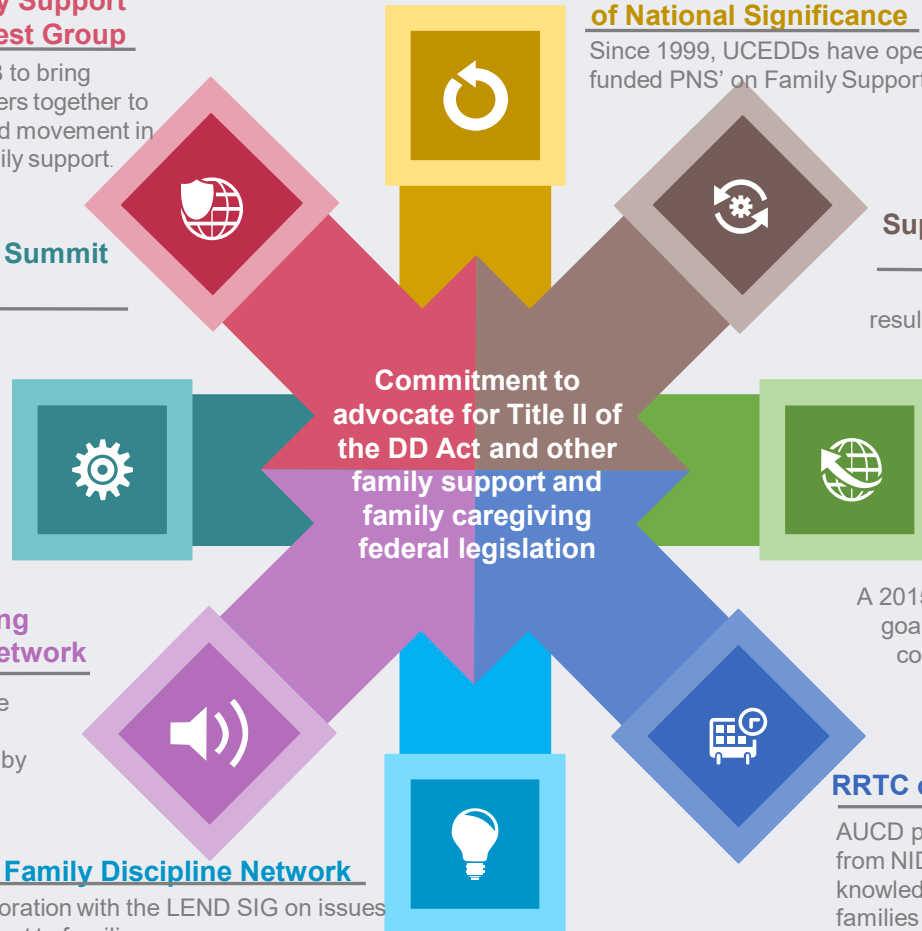 y Support
est Group
to bring
ers together to
d movement in
ily support.
of National Significance
Since 1999, UCEDDs have ope
funded PNS’ on Family Support
Summit
Sup
resul
Commitment to
advocate for Title II of
the DD Act and other
family support and
family caregiving
federal legislation
ng
etwork
e
by
A 2015
goa
co
RRTC
AUCD p
from NID
knowled
families
Family Discipline Network
oration with the LEND SIG on issues